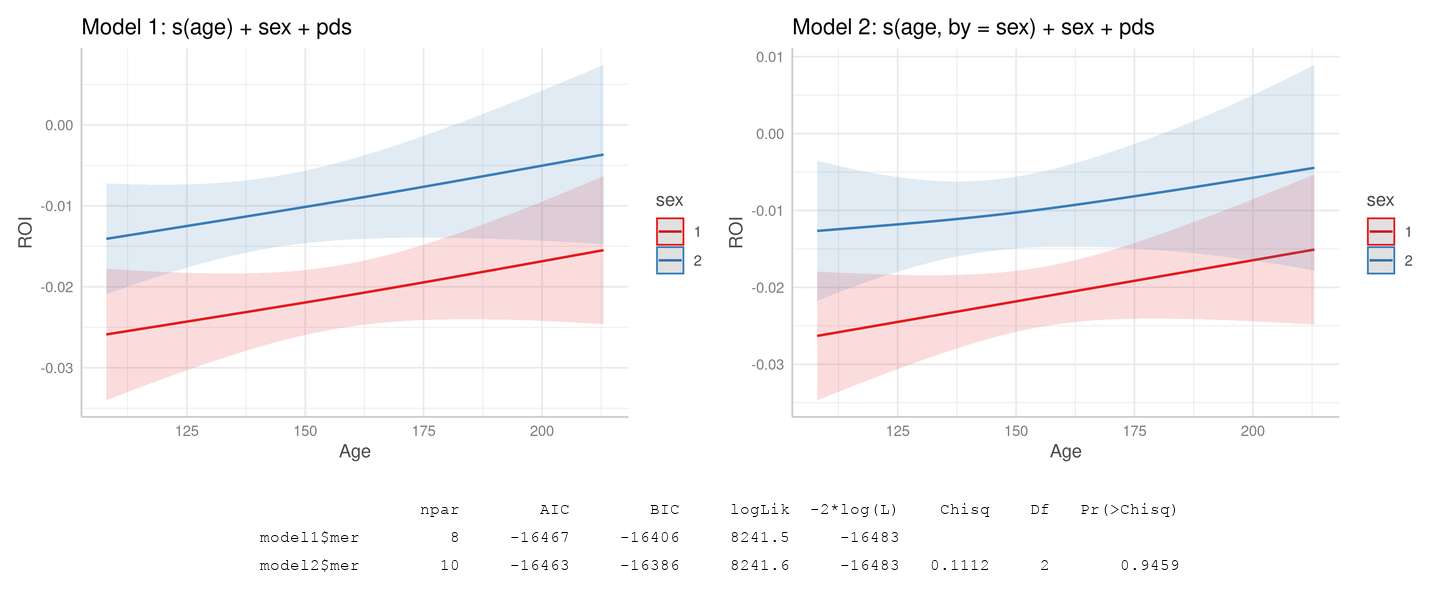 Model 1: s(age) + sex + pds
0.00
-0.01
-0.02
-0.03
ROI
125 150 175 200
Age
sex
1
2
Model 2: s(age, by = sex) + sex + pds
0.01
0.00
-0.01
-0.02
-0.03
ROI
125 150 175 200
Age
sex
1
2
npar AIC BIC logLik -2*log(L) Chisq Df Pr(>Chisq)
model1$mer 8 -16467 -16406 8241.5 -16483
model2$mer 10 -16463 -16386 8241.6 -16483 0.1112 2 0.9459